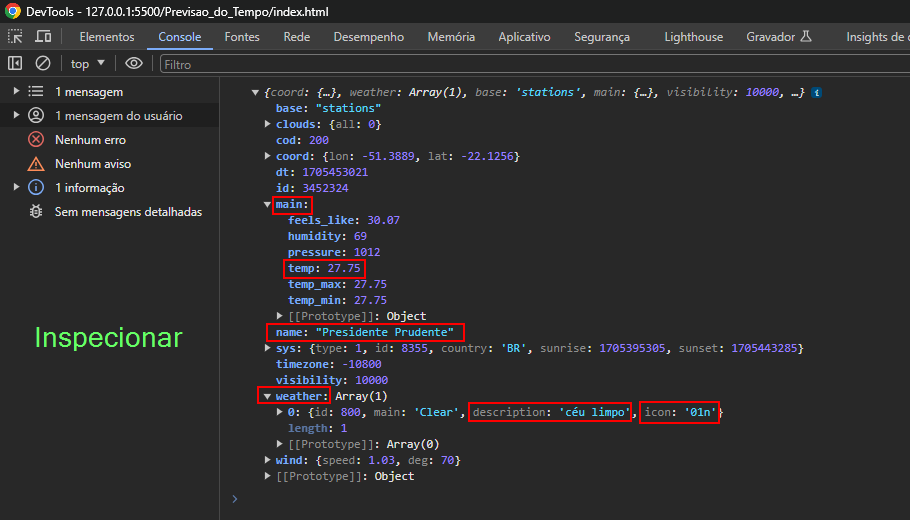 DevTools - 127.0.0.1:5500/Previsao_do_Tempo/index.html
Elementos Console Fontes Rede Desempenho Memória Aplicativo Segurança Lighthouse Gravador Insights de
top Filtro
1 mensagem
1 mensagem do usuário
Nenhum erro
Nenhum aviso
1 informação
Sem mensagens detalhadas
Inspecionar
{coord: {…}, weather: Array(1), base: 'stations', main: {…}, visibility: 10000, …} i
base: "stations"
clouds: {all: 0}
cod: 200
coord: {lon: -51.3889, lat: -22.1256}
dt: 1705453021
id: 3452324
main:
feels_like: 30.07
humidity: 69
pressure: 1012
temp: 27.75
temp_max: 27.75
temp_min: 27.75
[[Prototype]]: Object
name: "Presidente Prudente"
sys: {type: 1, id: 8355, country: 'BR', sunrise: 1705395305, sunset: 1705443285}
timezone: -10800
visibility: 10000
weather: Array(1)
0: {id: 800, main: 'Clear', description: 'céu limpo', icon: '01n'}
length: 1
[[Prototype]]: Array(0)
wind: {speed: 1.03, deg: 70}
[[Prototype]]: Object